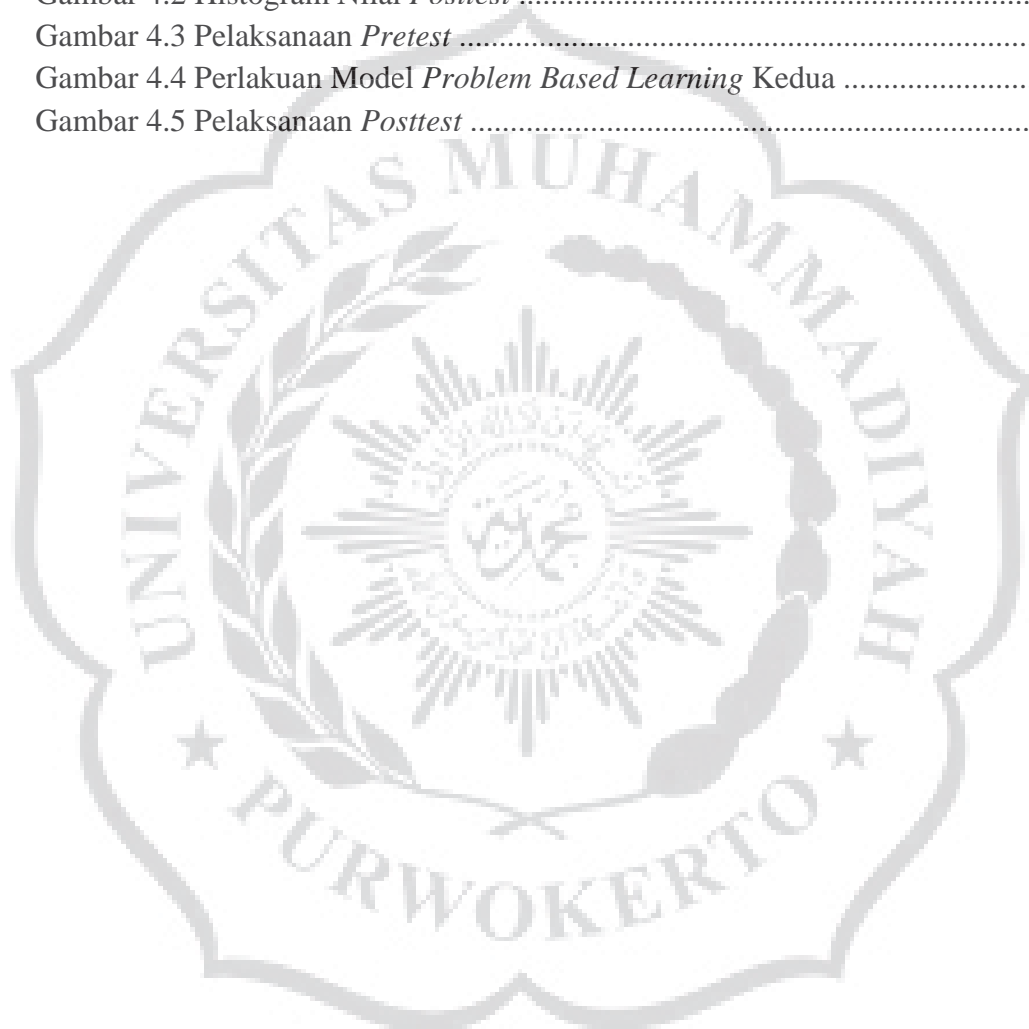 Gambar 4.2 Histogram Nilai Posttest ................................................................
Gambar 4.3 Pelaksanaan Pretest ........................................................................
Gambar 4.4 Perlakuan Model Problem Based Learning Kedua .......................
Gambar 4.5 Pelaksanaan Posttest ......................................................................
UNIVERSITAS MUHAMMADIYAH
PURWOKERTO